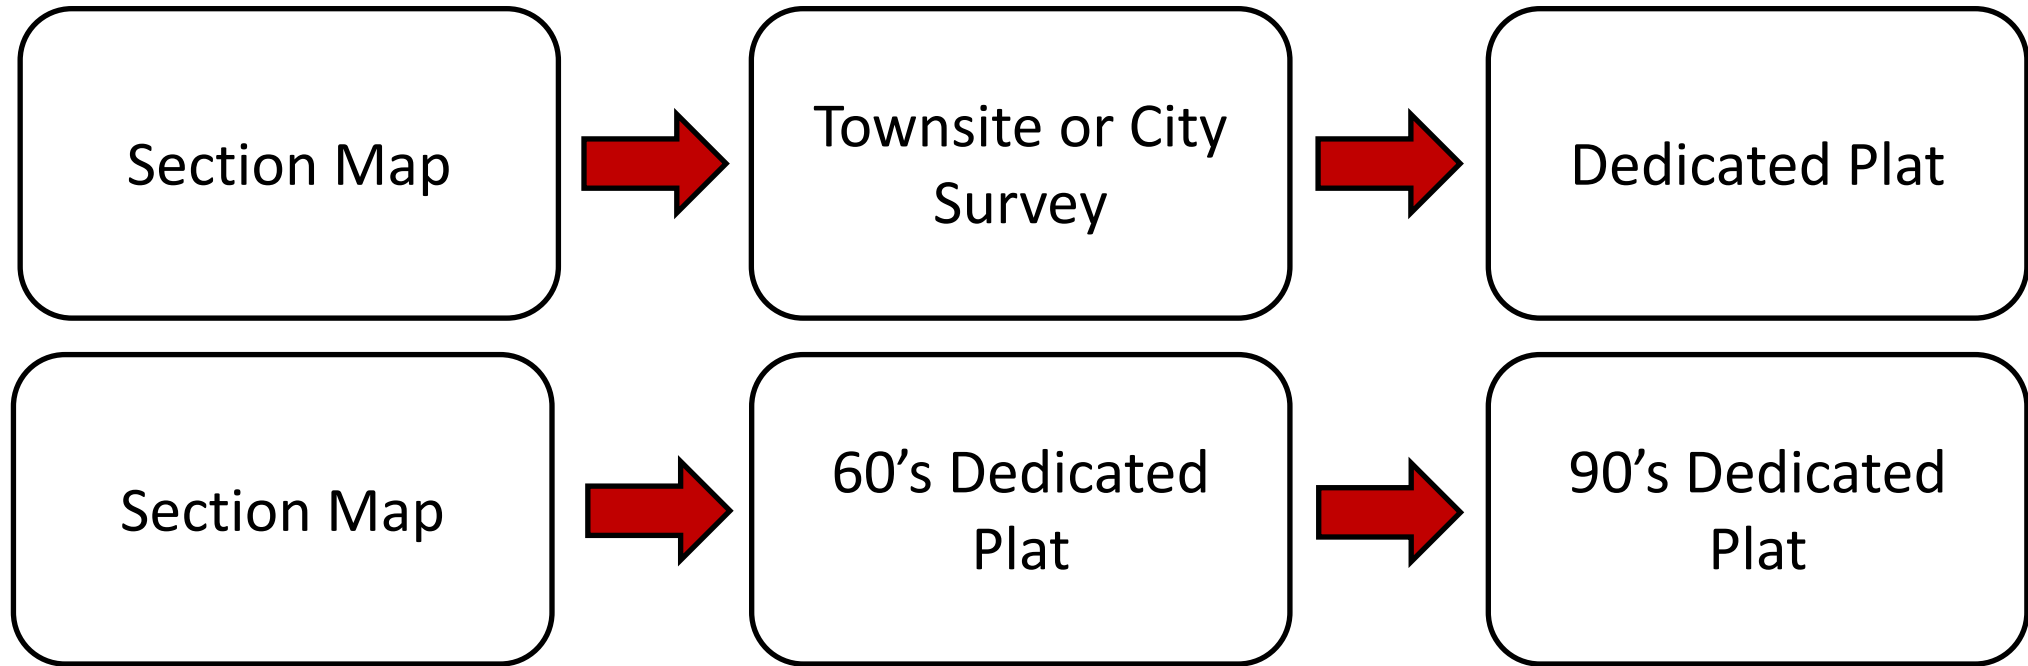 Section Map
Townsite or City
Survey
Dedicated Plat
Section Map
60’s Dedicated
Plat
90’s Dedicated
Plat